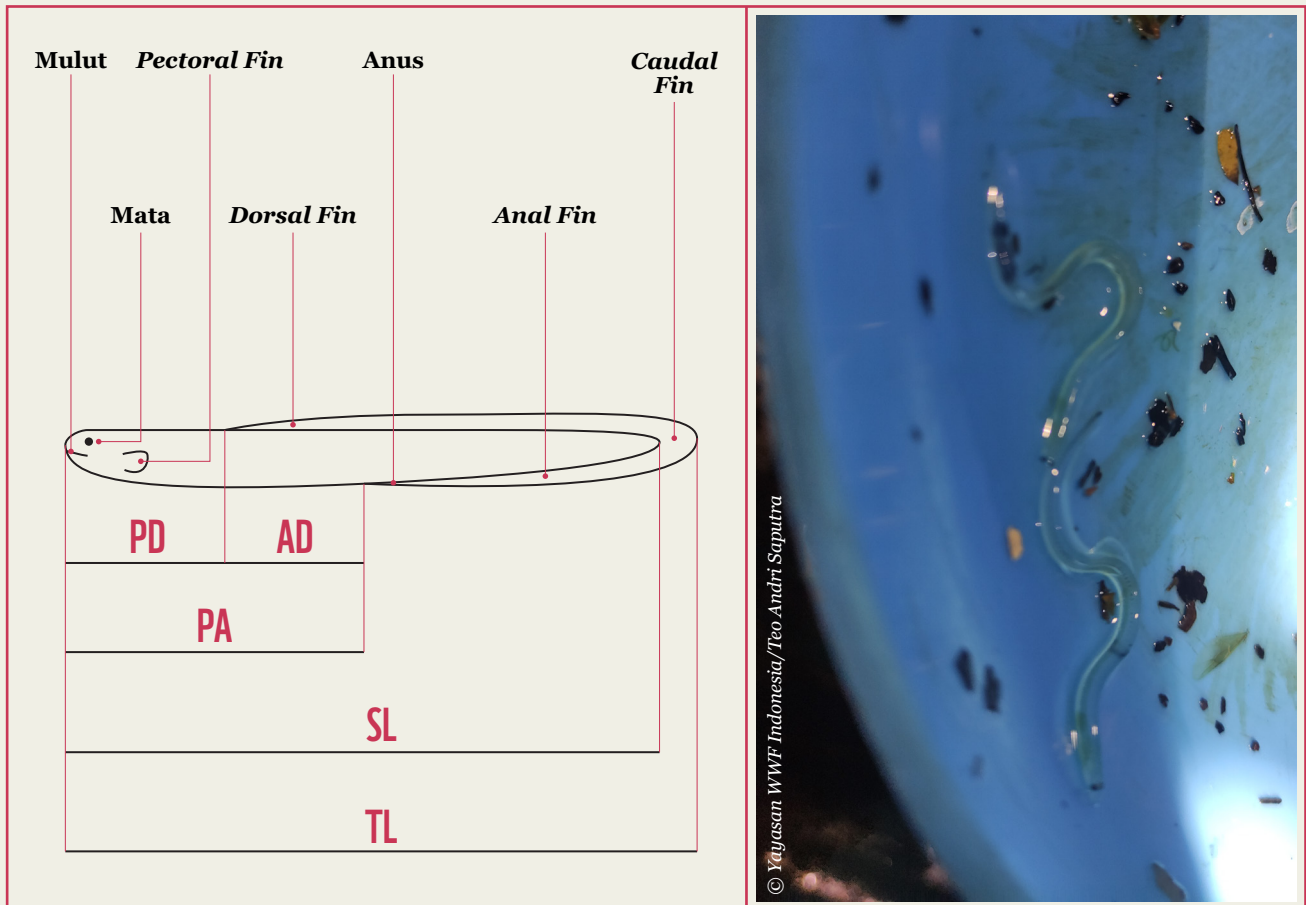 Mulut
Pectoral Fin
Anus
Caudal
Fin
Mata
Dorsal Fin
Anal Fin
PD
AD
PA
SL
TL
© Yayasan WWF Indonesia/Teo Andri Saputra